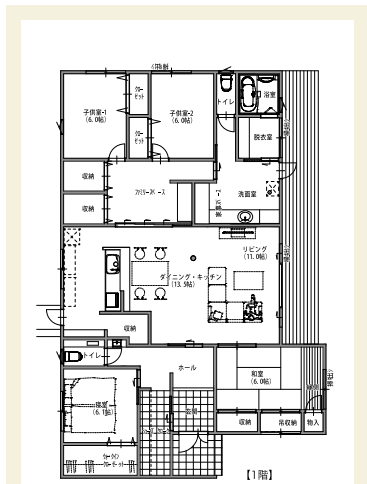 クロー
ゼット
トイレ
浴室
子供室-1
(6.0帖)
子供室-2
(6.0帖)
クロー
ゼット
脱衣室
収納
ファミリースペース
洗面室
収納
リビング
(11.0帖)
ダイニング・キッチン
(13.5帖)
収納
トイレ
ホール
和室
(6.0帖)
寝室
(6.1帖)
玄関
収納
吊収納
物入
ウォークイン
クローゼット
【1階】